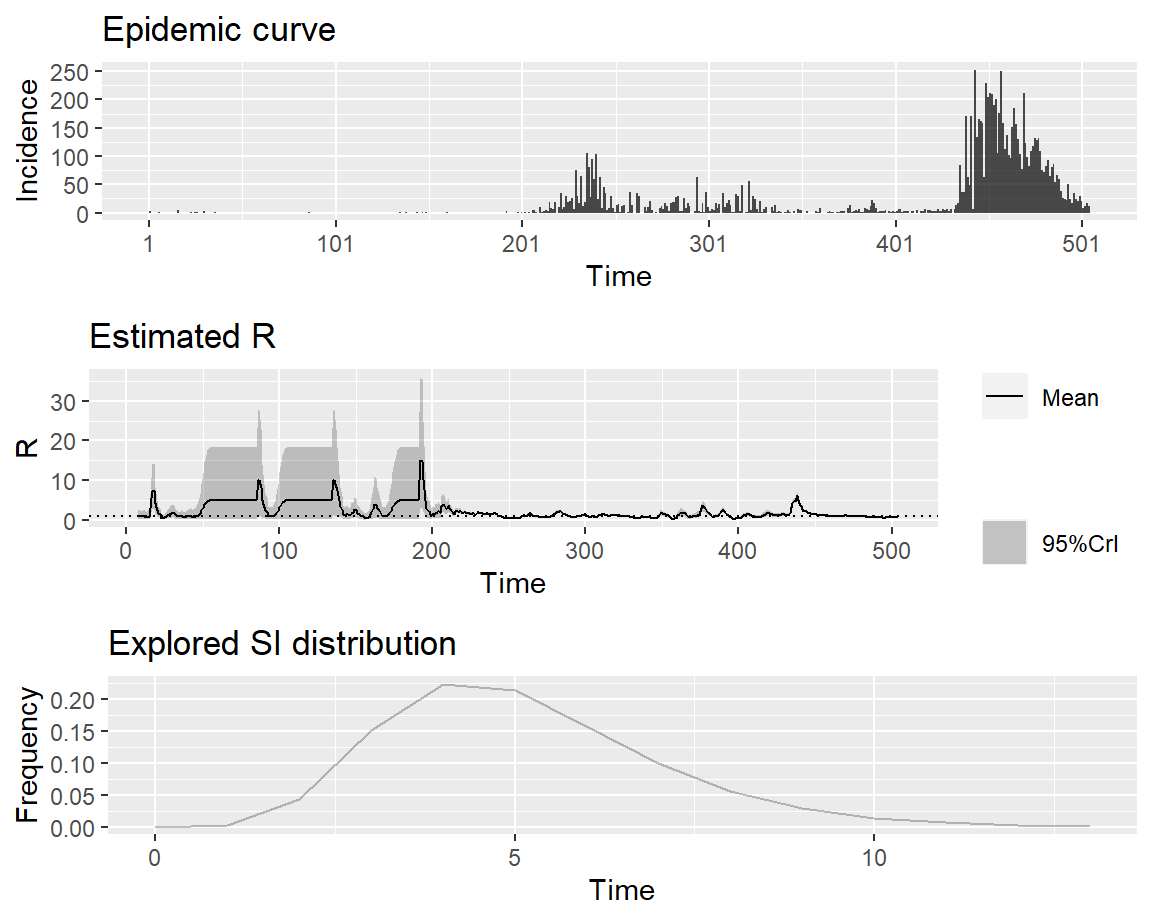 Epidemic curve
250
200
150
100
50
0
Incidence
1 101 201 301 401 501
Time
Estimated R
30
20
10
0
R
0 100 200 300 400 500
Time
Mean
95%CrI
Explored SI distribution
0.20
0.15
0.10
0.05
0.00
Frequency
0 5 10
Time